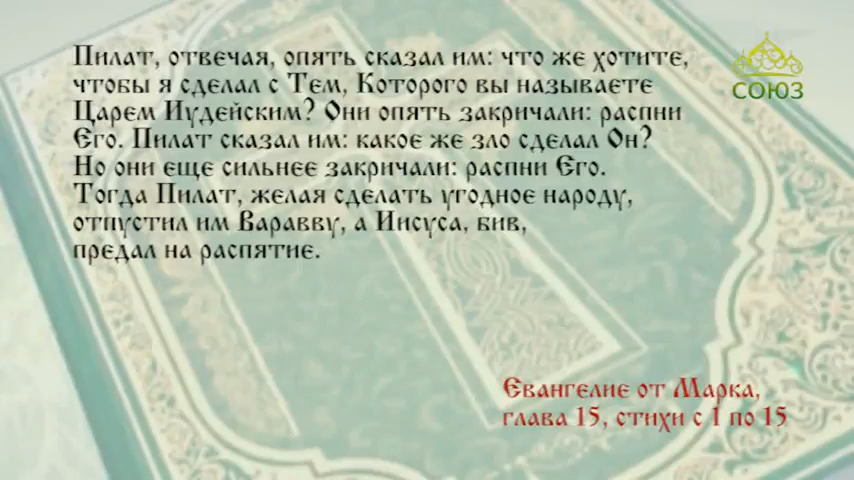 Пилат, отвечая, опять сказал им: что же хотите,
чтобы я сделал с Тем, Которого вы называете
Царем Иудейским? Они опять закричали: распни
Его. Пилат сказал им: какое же зло сделал Он?
Но они еще сильнее закричали: распни Его.
Тогда Пилат, желая сделать угодное народу,
отпустил им Варавву, а Иисуса, бив,
предал на распятие.
СОЮЗ
Евангелие от Марка,
глава 15, стихи с 1 по 15